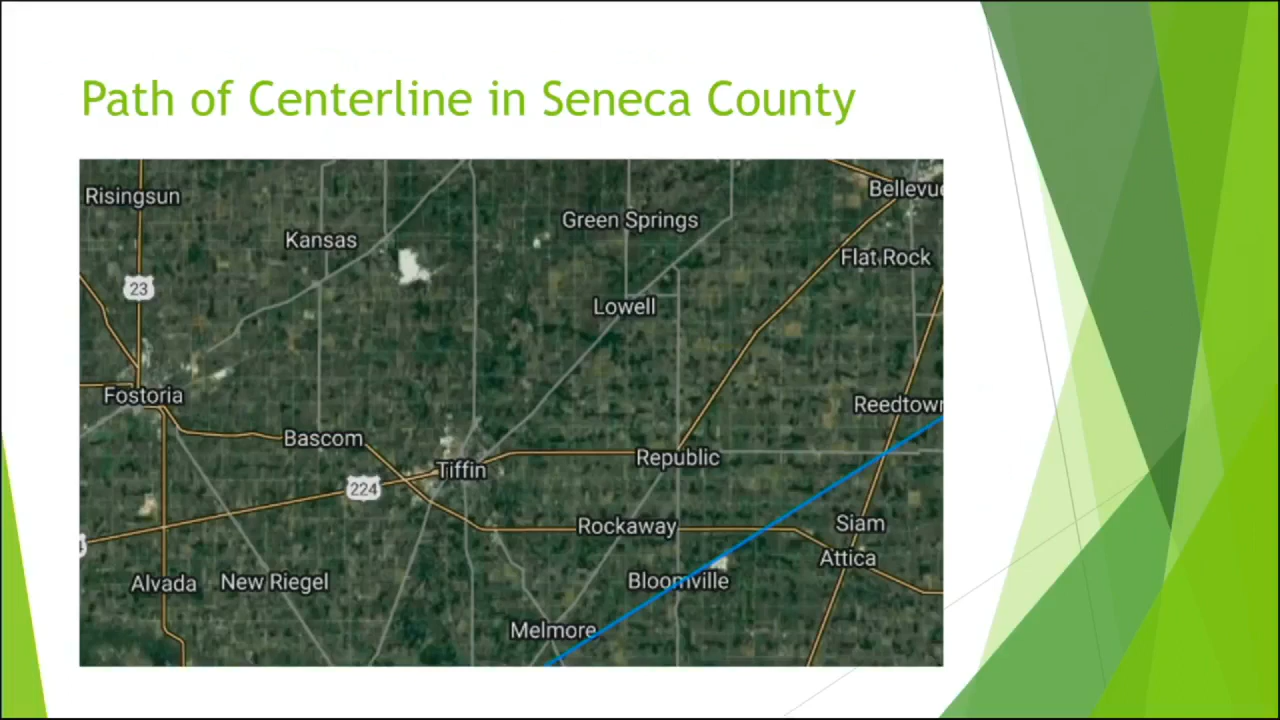 Path of Centerline in Seneca County
Risingsun
Bellevue
Green Springs
Kansas
Flat Rock
23
Lowell
Fostoria
Reedtown
Bascom
Republic
Tiffin
224
Rockaway
Siam
Attica
Alvada
New Riegel
Bloomville
Melmore